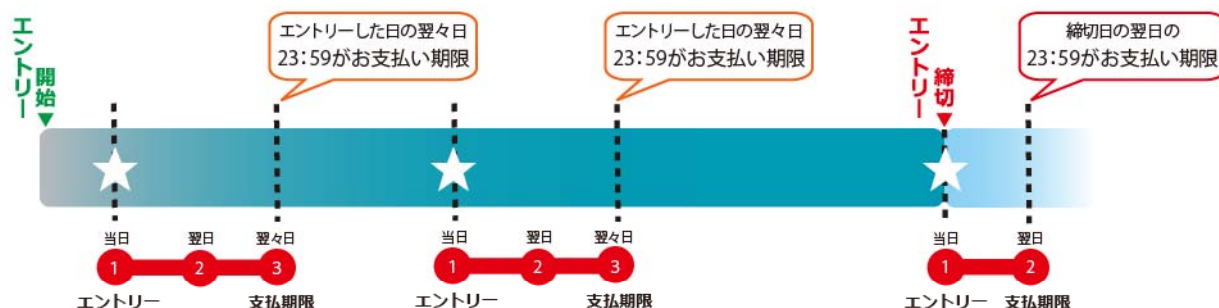 エントリー
開始▼
エントリーした日の翌々日
23:59がお支払い期限
エントリーした日の翌々日
23:59がお支払い期限
エントリー
締切▼
締切日の翌日の
23:59がお支払い期限
当日 翌日 翌々日
1 2 3
エントリー 支払期限
当日 翌日 翌々日
1 2 3
エントリー 支払期限
当日 翌日
1 2
エントリー 支払期限